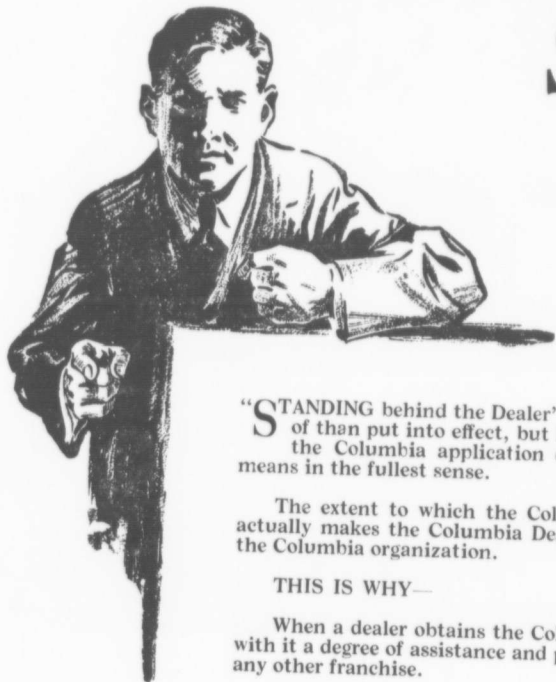 "STANDING behind the Dealer"
of than put into effect, but
the Columbia application
means in the fullest sense.
The extent to which the Col
actually makes the Columbia De
the Columbia organization.
THIS IS WHY—
When a dealer obtains the Col
with it a degree of assistance and p
any other franchise.